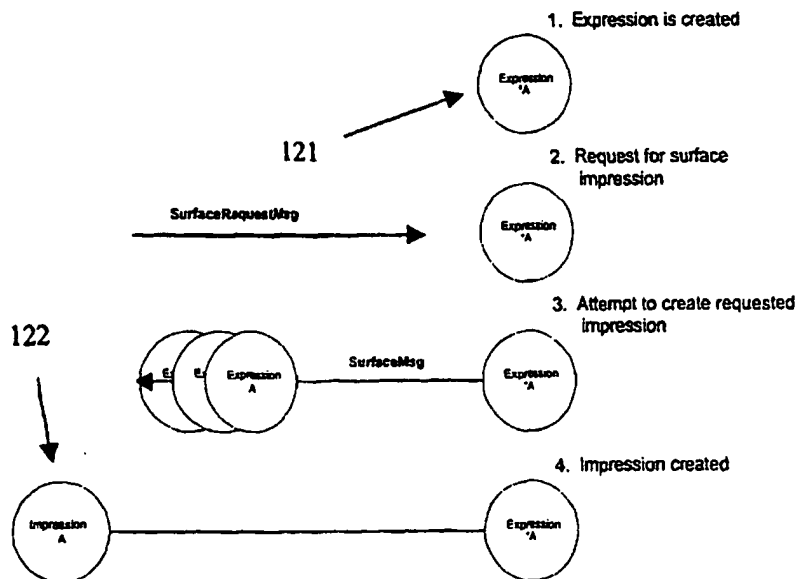 1. Expression is created
Expression
*A
121
2. Request for surface
impression
SurfaceRequestMsg
Expression
*A
3. Attempt to create requested
impression
122
E
E
Expression
A
SurfaceMsg
Expression
*A
4. Impression created
Impression
A
Expression
*A